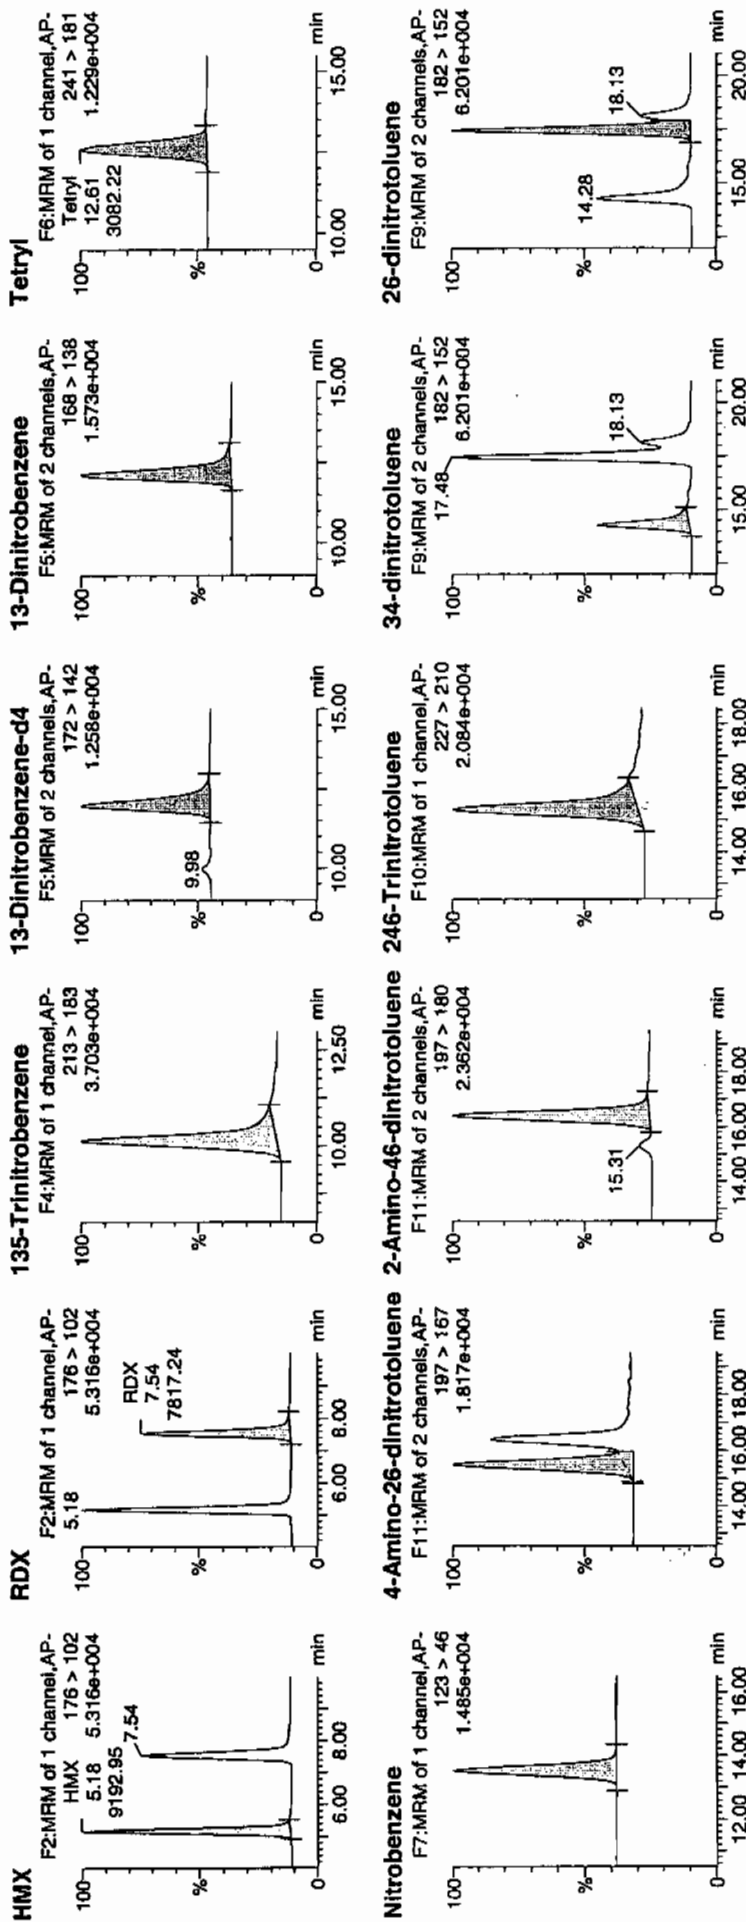 HMX
F2:MRM of 1 channel,AP-
176 > 102
5.316e+004
HMX
5.18
9192.95
7.54
100
%
0
6.00 8.00 min
RDX
F2:MRM of 1 channel,AP-
176 > 102
5.316e+004
5.18
RDX
7.54
7817.24
100
%
0
6.00 8.00 min
135-Trinitrobenzene
F4:MRM of 1 channel,AP-
213 > 183
3.703e+004
100
%
0
10.00 12.50 min
13-Dinitrobenzene-d4
F5:MRM of 2 channels,AP-
172 > 142
1.258e+004
9.98
100
%
0
10.00 15.00 min
13-Dinitrobenzene
F5:MRM of 2 channels,AP-
168 > 138
1.573e+004
100
%
0
10.00 15.00 min
Tetryl
F6:MRM of 1 channel,AP-
241 > 181
1.229e+004
Tetryl
12.61
3082.22
100
%
0
10.00 15.00 min
Nitrobenzene
F7:MRM of 1 channel,AP-
123 > 46
1.485e+004
100
%
0
12.00 14.00 16.00 min
4-Amino-26-dinitrotoluene
F11:MRM of 2 channels,AP-
197 > 167
1.817e+004
100
%
0
14.00 16.00 18.00 min
2-Amino-46-dinitrotoluene
F11:MRM of 2 channels,AP-
197 > 180
2.362e+004
15.31
100
%
0
14.00 16.00 18.00 min
246-Trinitrotoluene
F10:MRM of 1 channel,AP-
227 > 210
2.084e+004
100
%
0
14.00 16.00 18.00 min
34-dinitrotoluene
F9:MRM of 2 channels,AP-
182 > 152
6.201e+004
17.48
18.13
100
%
0
15.00 20.00 min
26-dinitrotoluene
F9:MRM of 2 channels,AP-
182 > 152
6.201e+004
14.28
18.13
100
%
0
15.00 20.00 min